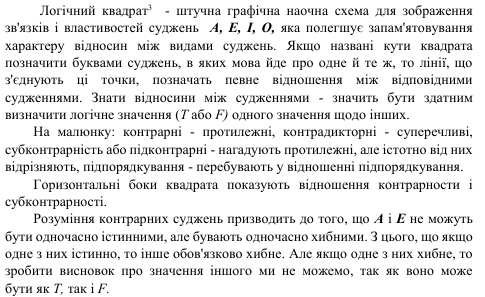 Логічний квадрат³ - штучна графічна наочна схема для зображення
зв'язків і властивостей суджень А, Е, І, О, яка полегшує запам'ятовування
характеру відносин між видами суджень. Якщо названі кути квадрата
позначити буквами суджень, в яких мова йде про одне й те ж, то лінії, що
з'єднують ці точки, позначать певне відношення між відповідними
судженнями. Знати відносини між судженнями - значить бути здатним
визначити логічне значення (Т або F) одного значення щодо інших.
На малюнку: контрарні - протилежні, контрадикторні - суперечливі,
субконтрарність або підконтрарні - нагадують протилежні, але істотно від них
відрізняють, підпорядкування - перебувають у відношенні підпорядкування.
Горизонтальні боки квадрата показують відношення контрарности і
субконтрарності.
Розуміння контрарних суджень призводить до того, що А і Е не можуть
бути одночасно істинними, але бувають одночасно хибними. З цього, що якщо
одне з них істинно, то інше обов'язково хибне. Але якщо одне з них хибне, то
зробити висновок про значення іншого ми не можемо, так як воно може
бути як Т, так і F.